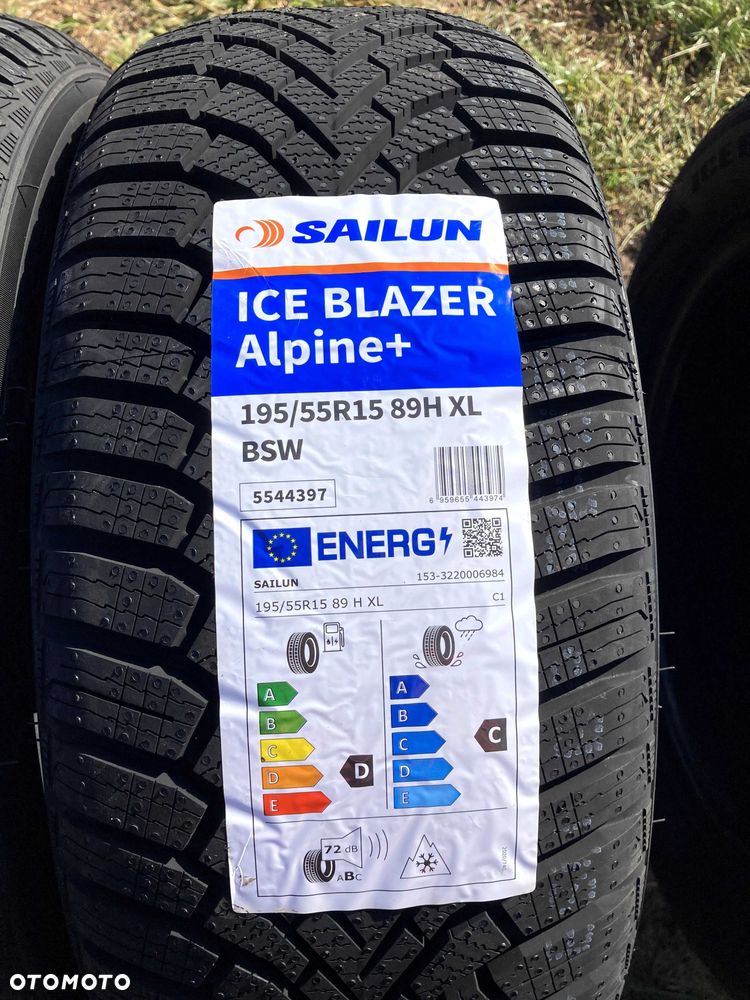 SAILUN
ICE BLAZER
Alpine+
195/55R15 89H XL
BSW
5544397
6 959655 443974
ENERG
SAILUN
153-3220006984
195/55R15 89 H XL
C1
A
B
C
D
E
D
A
B
C
D
E
C
72 dB
ABC
OTOMOTO